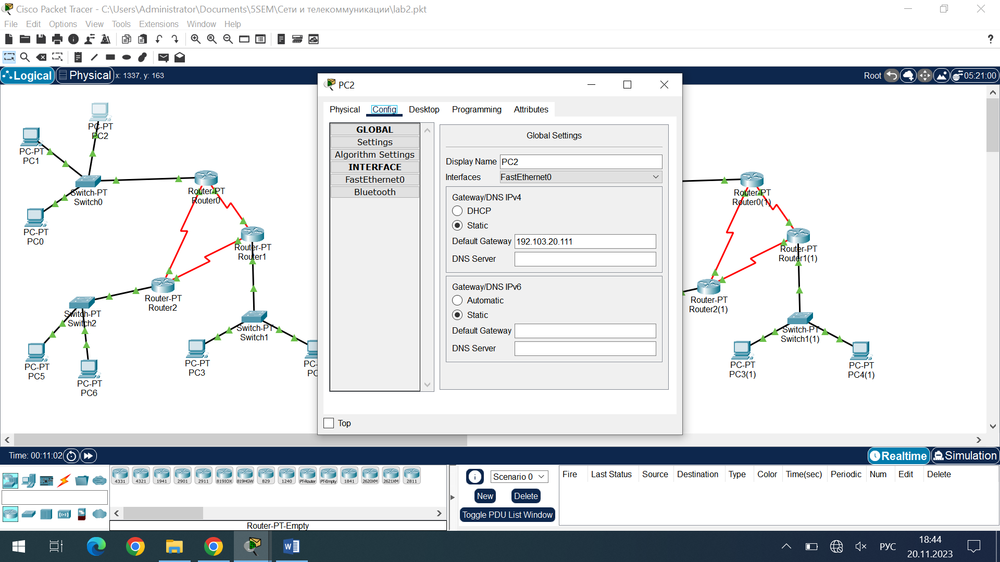 Cisco Packet Tracer - C:\Users\Administrator\Documents\5SEM\Сети и телекоммуникации\lab2.pkt
File Edit Options View Tools Extensions Window Help
?
Logical Physical x: 1337, y: 163 Root 05:21:00
PC-PT
PC2
PC-PT
PC1
Switch-PT
Switch0
PC-PT
PC0
Router-PT
Router0
Router-PT
Router1
Router-PT
Router2
Switch-PT
Switch2
Switch-PT
Switch1
PC-PT
PC5
PC-PT
PC6
PC-PT
PC3
PC-
PC
PC2
Physical Config Desktop Programming Attributes
GLOBAL
Settings
Algorithm Settings
INTERFACE
FastEthernet0
Bluetooth
Global Settings
Display Name PC2
Interfaces FastEthernet0
Gateway/DNS IPv4
DHCP
Static
Default Gateway 192.103.20.111
DNS Server
Gateway/DNS IPv6
Automatic
Static
Default Gateway
DNS Server
Top
Router-PT
Router0(1)
Router-PT
Router1(1)
Router-PT
Router2(1)
Switch-PT
Switch1(1)
PC-PT
PC3(1)
PC-PT
PC4(1)
Time: 00:11:02 Realtime Simulation
4331 4321 1941 2901 2911 819IOX 819HGW 829 1240 PT-Router PT-Empty 1841 2620XM 2621XM 2811
Router-PT-Empty
Scenario 0
New Delete
Toggle PDU List Window
Fire Last Status Source Destination Type Color Time(sec) Periodic Num Edit Delete
W
РУС
18:44
20.11.2023